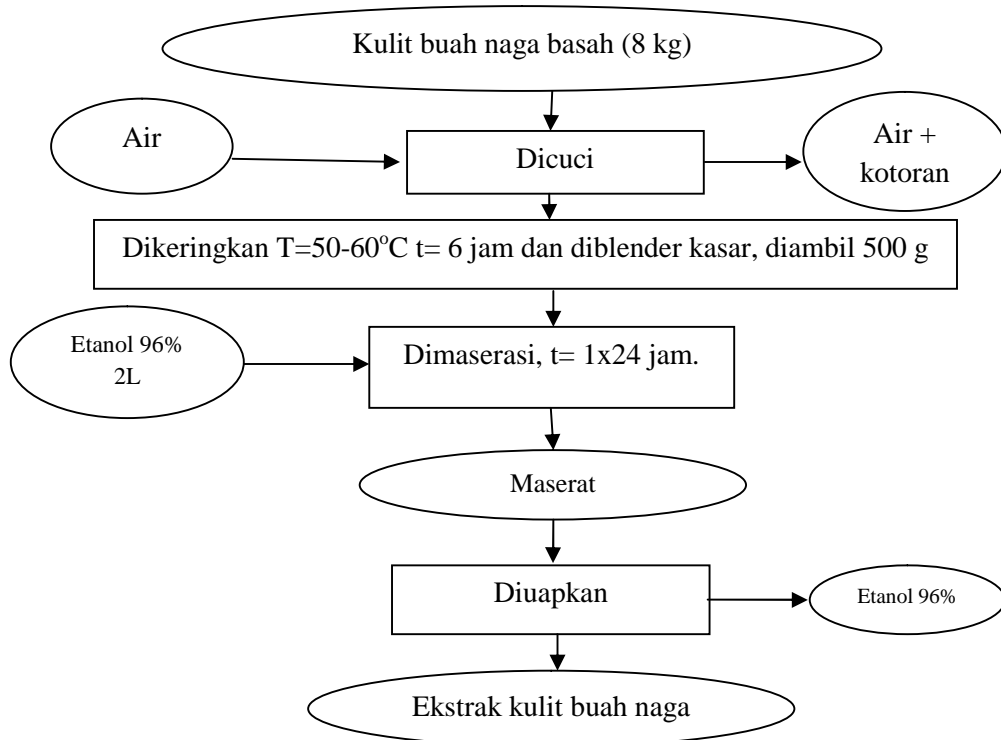 Kulit buah naga basah (8 kg)
Air
Dicuci
Air +
kotoran
Dikeringkan T=50-60°C t= 6 jam dan diblender kasar, diambil 500 g
Etanol 96%
2L
Dimaserasi, t= 1x24 jam.
Maserat
Diuapkan
Etanol 96%
Ekstrak kulit buah naga